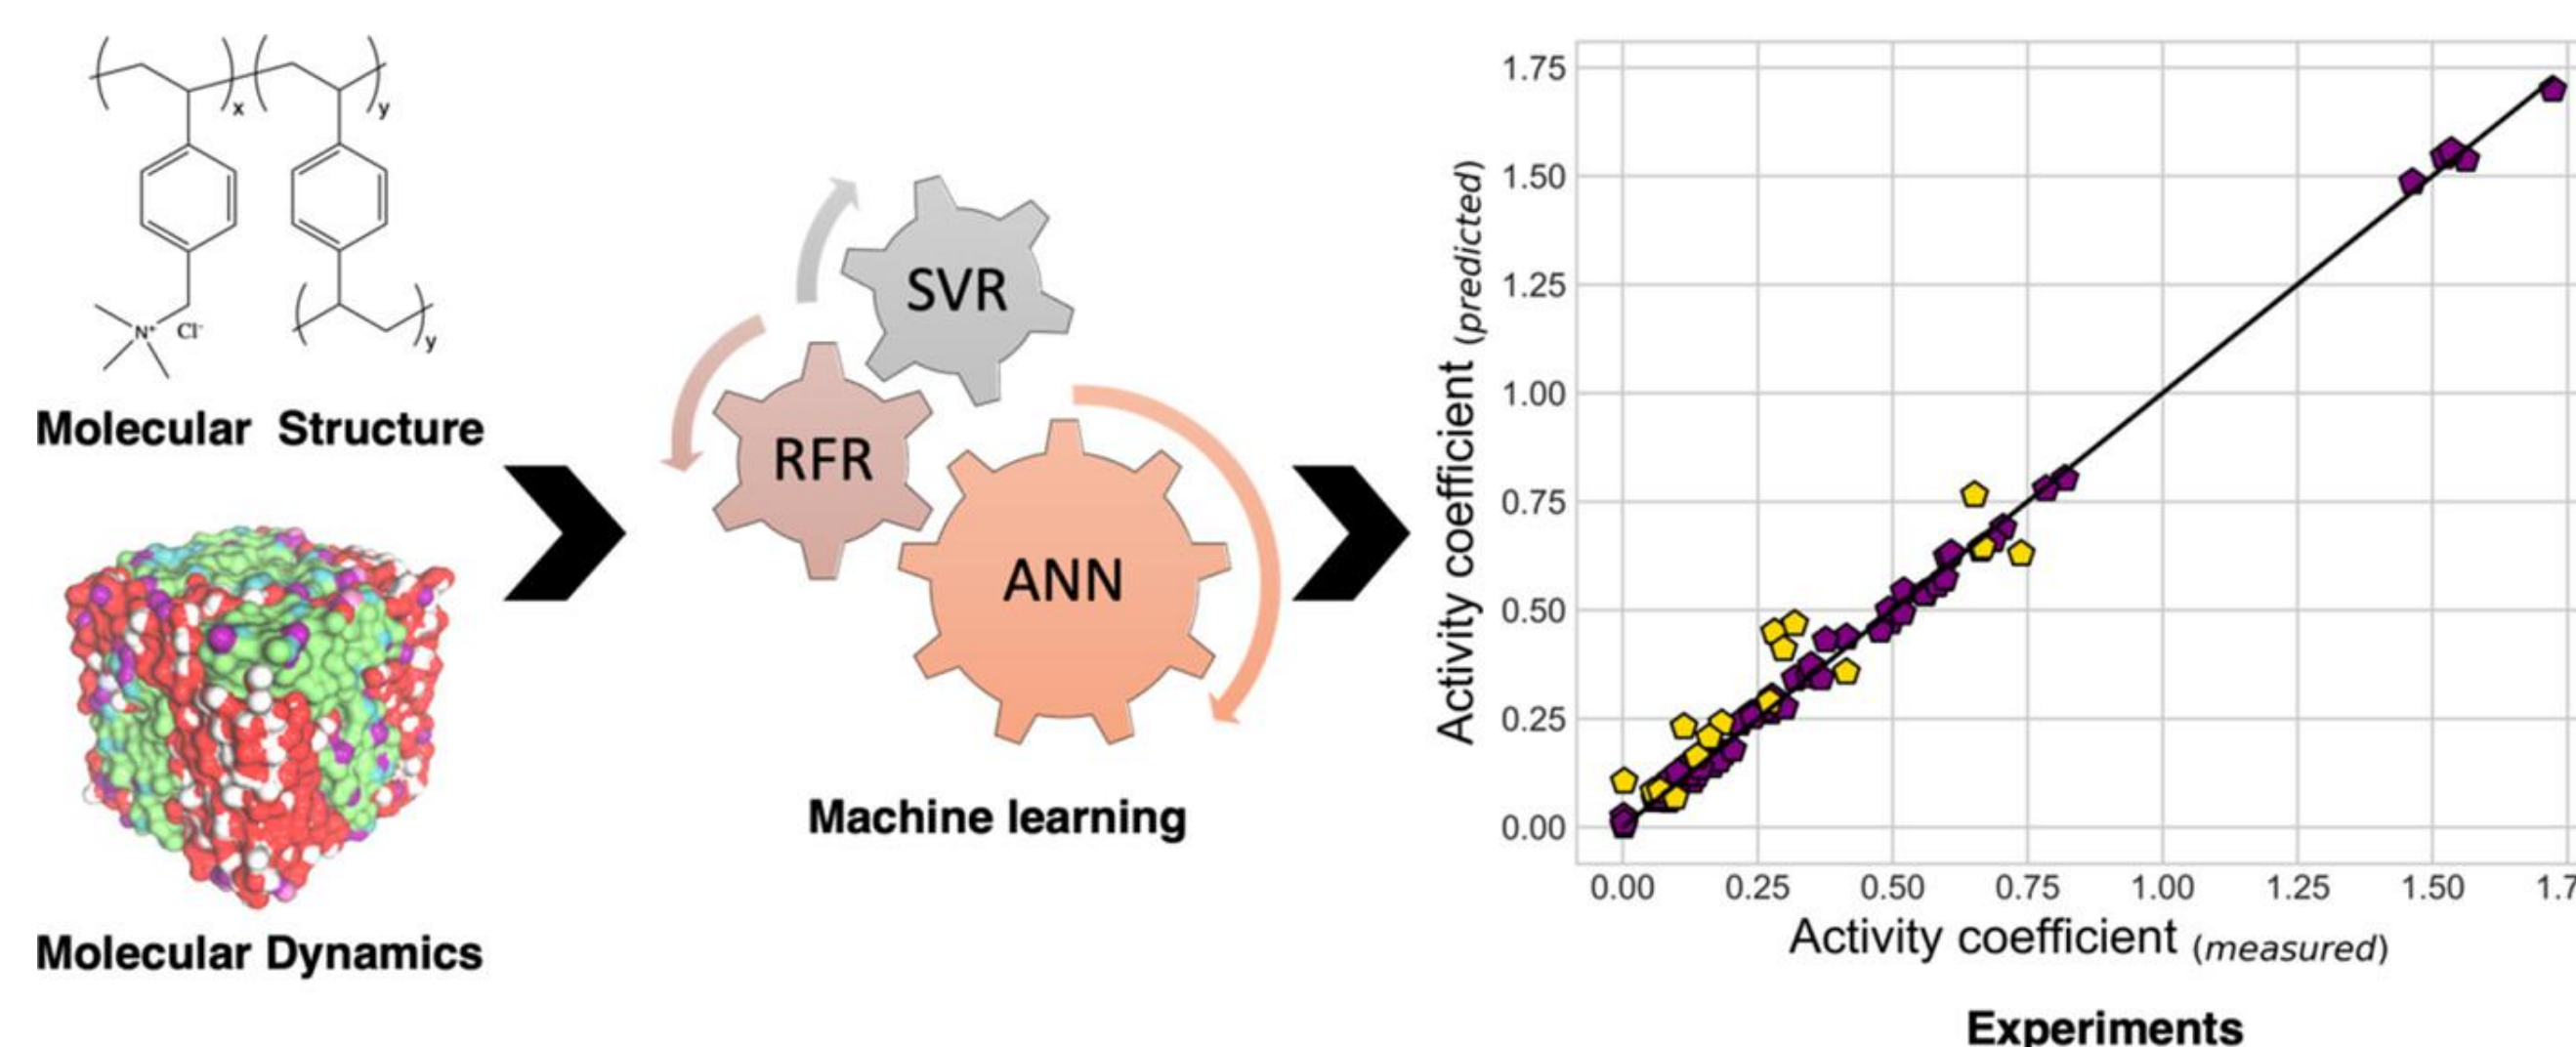 x
y
N⁺ Cl⁻
y
Molecular Structure
Molecular Dynamics
SVR
RFR
ANN
Machine learning
Activity coefficient (predicted)
1.75
1.50
1.25
1.00
0.75
0.50
0.25
0.00
0.00 0.25 0.50 0.75 1.00 1.25 1.50 1.7
Activity coefficient (measured)
Experiments